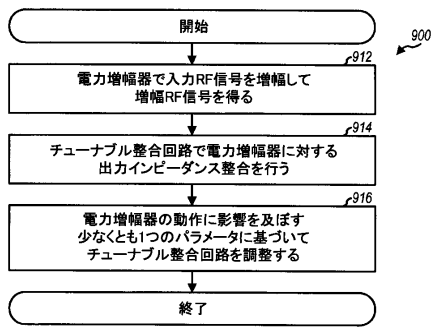 開始
900
912
電力増幅器で入力RF信号を増幅して
増幅RF信号を得る
914
チューナブル整合回路で電力増幅器に対する
出力インピーダンス整合を行う
916
電力増幅器の動作に影響を及ぼす
少なくとも1つのパラメータに基づいて
チューナブル整合回路を調整する
終了